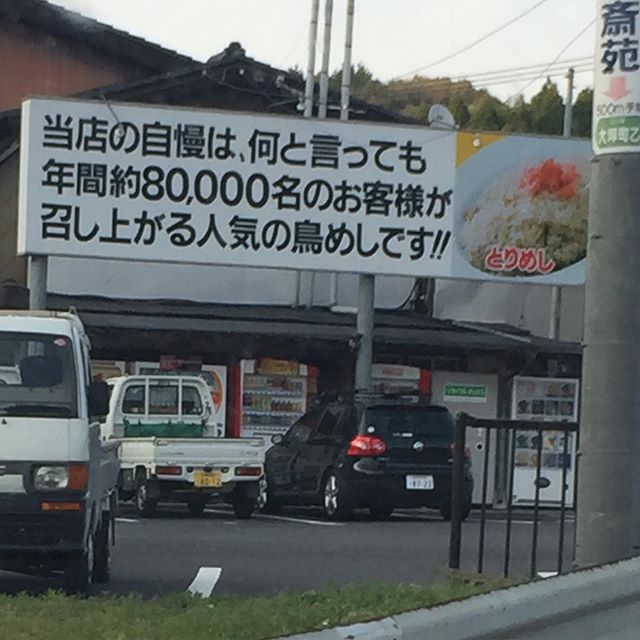 当店の自慢は、何と言っても
年間約80,000名のお客様が
召し上がる人気の鳥めしです!!
とりめし
斎苑
500m